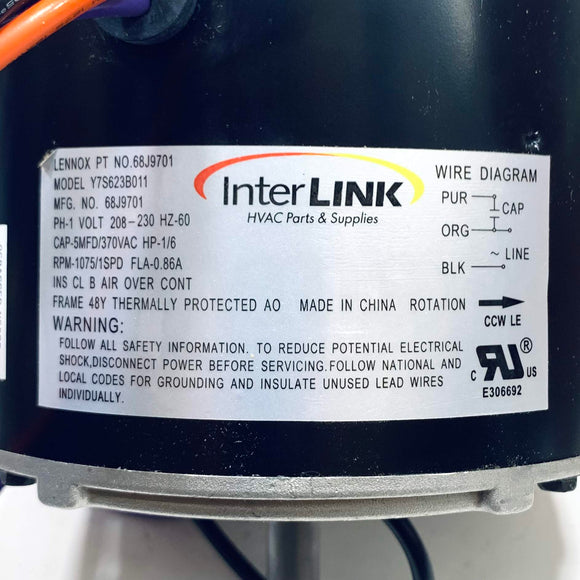 LENNOX PT NO.68J9701
MODEL Y7S623B011
MFG. NO. 68J9701
PH-1 VOLT 208-230 HZ-60
CAP-5MFD/370VAC HP-1/6
RPM-1075/1SPD FLA-0.86A
INS CL B AIR OVER CONT
FRAME 48Y THERMALLY PROTECTED AO MADE IN CHINA ROTATION
CCW LE
InterLINK
HVAC Parts & Supplies
WIRE DIAGRAM
PUR
CAP
ORG
~ LINE
BLK
WARNING:
FOLLOW ALL SAFETY INFORMATION. TO REDUCE POTENTIAL ELECTRICAL
SHOCK,DISCONNECT POWER BEFORE SERVICING.FOLLOW NATIONAL AND
LOCAL CODES FOR GROUNDING AND INSULATE UNUSED LEAD WIRES
INDIVIDUALLY.
c RU ® US
E306692